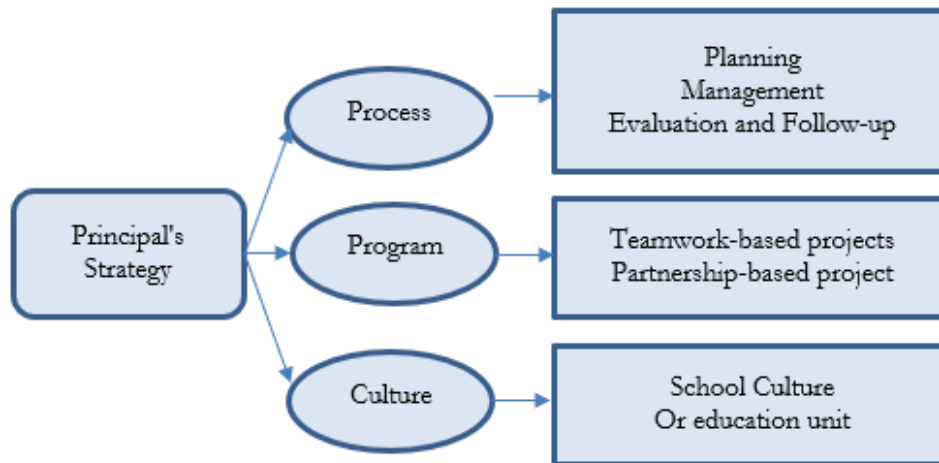 Principal's
Strategy
Process
Planning
Management
Evaluation and Follow-up
Program
Teamwork-based projects
Partnership-based project
Culture
School Culture
Or education unit